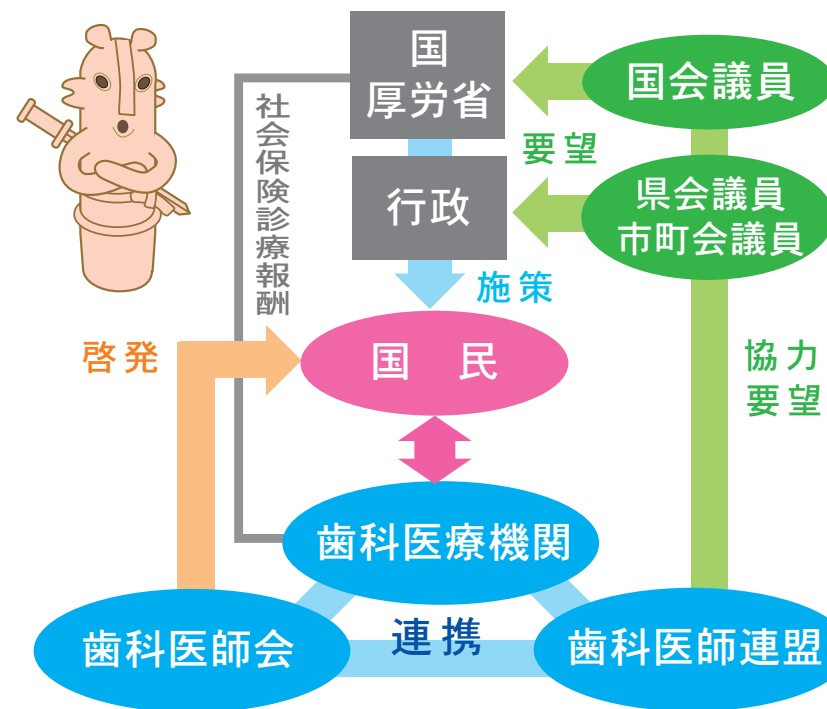 国
厚労省
国会議員
要望
社会保険診療報酬
行政
県会議員
市町会議員
施策
啓発
国 民
協力
要望
歯科医療機関
連携
歯科医師会
歯科医師連盟